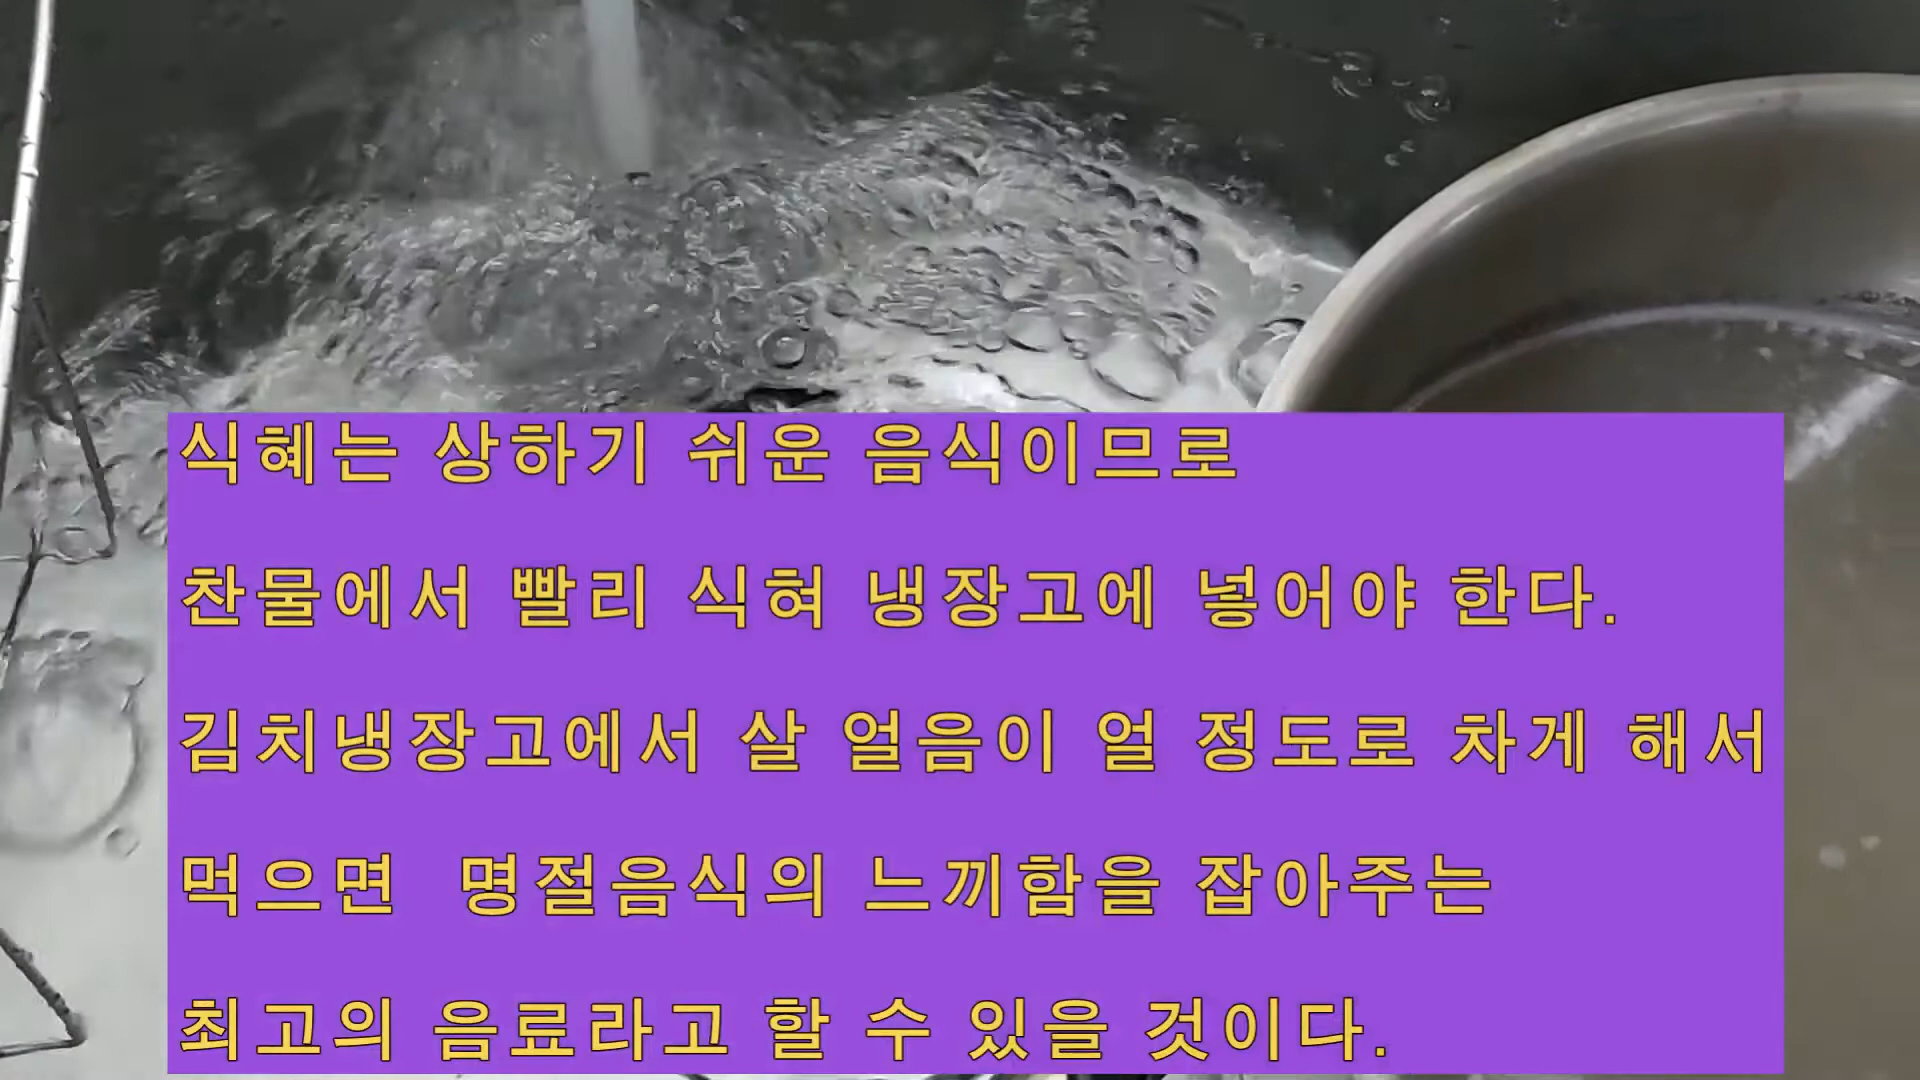 식혜는 상하기 쉬운 음식이므로
찬물에서 빨리 식혀 냉장고에 넣어야 한다.
김치냉장고에서 살 얼음이 얼 정도로 차게 해서
먹으면  명절음식의 느끼함을 잡아주는
최고의 음료라고 할 수 있을 것이다.